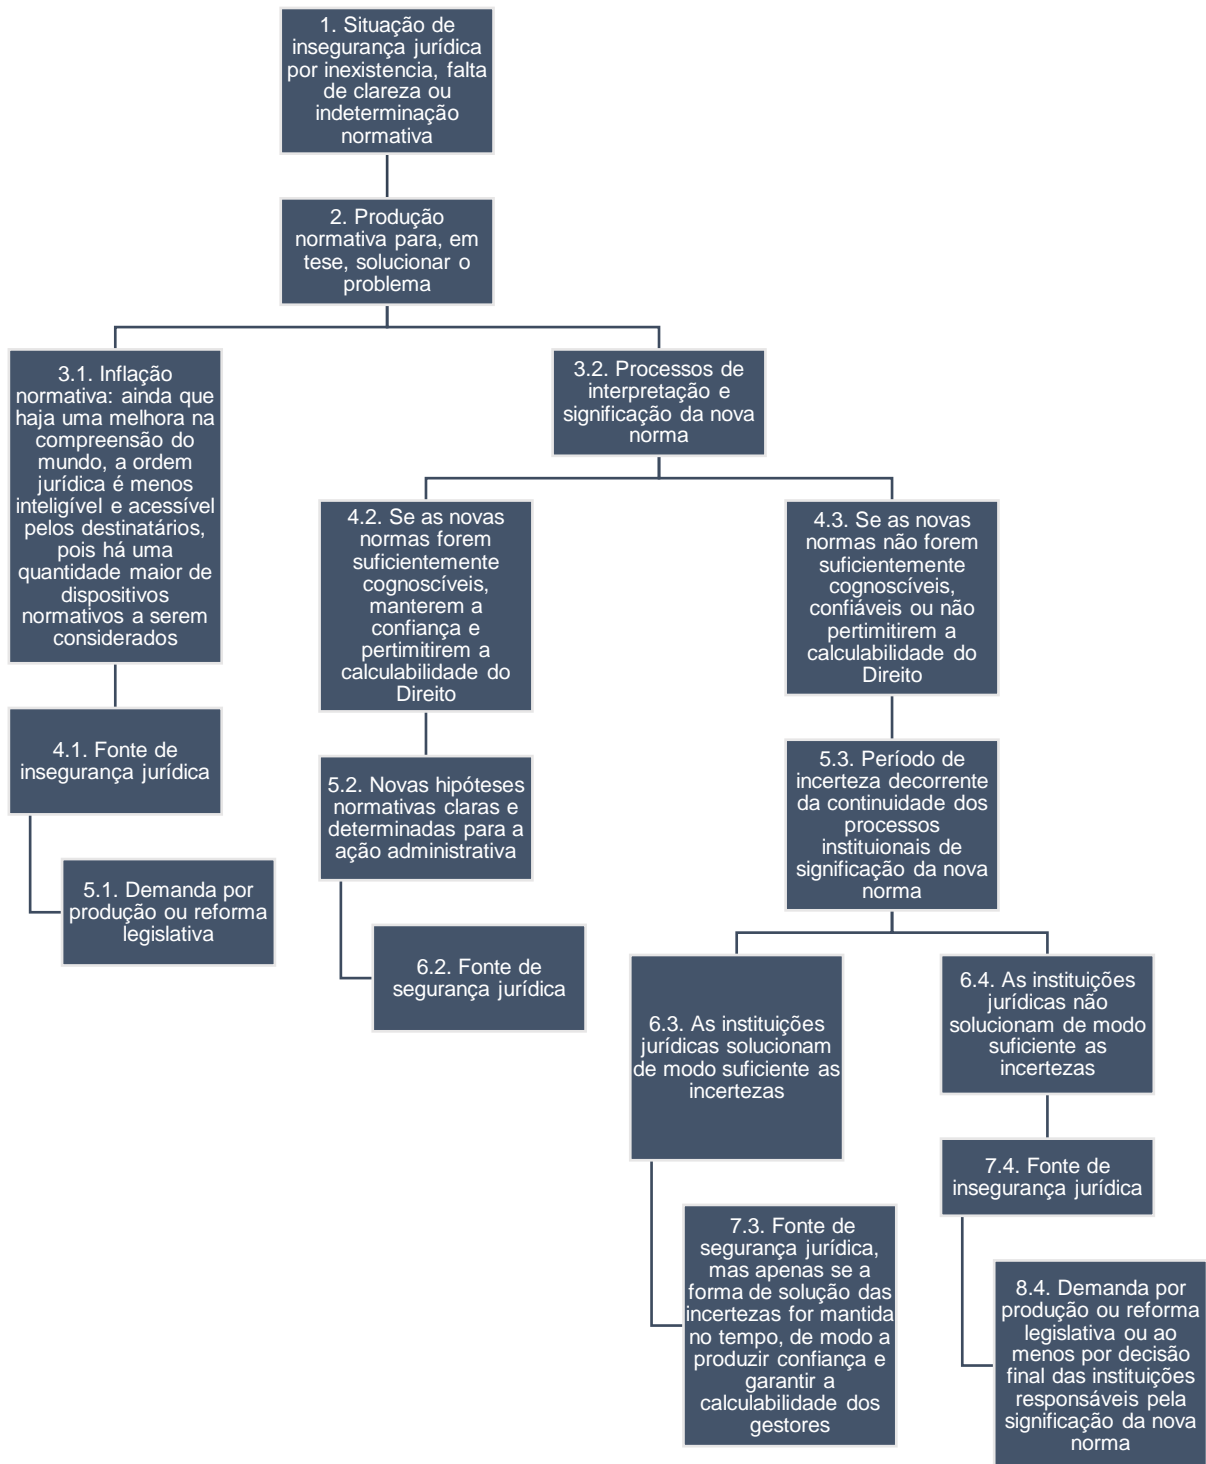 1. Situação de
insegurança jurídica
por inexistencia, falta
de clareza ou
indeterminação
normativa
2. Produção
normativa para, em
tese, solucionar o
problema
3.1. Inflação
normativa: ainda que
haja uma melhora na
compreensão do
mundo, a ordem
jurídica é menos
inteligível e acessível
pelos destinatários,
pois há uma
quantidade maior de
dispositivos
normativos a serem
considerados
3.2. Processos de
interpretação e
significação da nova
norma
4.1. Fonte de
insegurança jurídica
5.1. Demanda por
produção ou reforma
legislativa
4.2. Se as novas
normas forem
suficientemente
cognoscíveis,
manterem a
confiança e
pertimitirem a
calculabilidade do
Direito
5.2. Novas hipóteses
normativas claras e
determinadas para a
ação administrativa
6.2. Fonte de
segurança jurídica
4.3. Se as novas
normas não forem
suficientemente
cognoscíveis,
confiáveis ou não
pertimitirem a
calculabilidade do
Direito
5.3. Período de
incerteza decorrente
da continuidade dos
processos
instituionais de
significação da nova
norma
6.3. As instituições
jurídicas solucionam
de modo suficiente as
incertezas
7.3. Fonte de
segurança jurídica,
mas apenas se a
forma de solução das
incertezas for mantida
no tempo, de modo a
produzir confiança e
garantir a
calculabilidade dos
gestores
6.4. As instituições
jurídicas não
solucionam de modo
suficiente as
incertezas
7.4. Fonte de
insegurança jurídica
8.4. Demanda por
produção ou reforma
legislativa ou ao
menos por decisão
final das instituições
responsáveis pela
significação da nova
norma